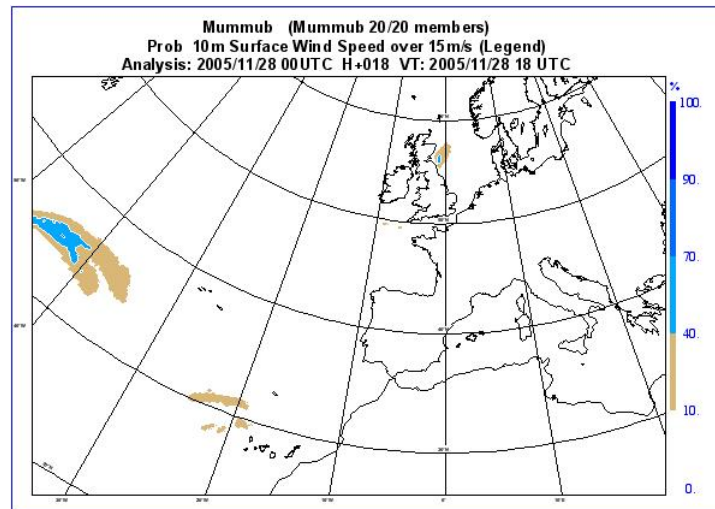 Mummub (Mummub 20/20 members)
Prob 10m Surface Wind Speed over 15m/s (Legend)
Analysis: 2005/11/28 00UTC H+018 VT: 2005/11/28 18 UTC
%
100.
90.
70.
40.
10.
0.